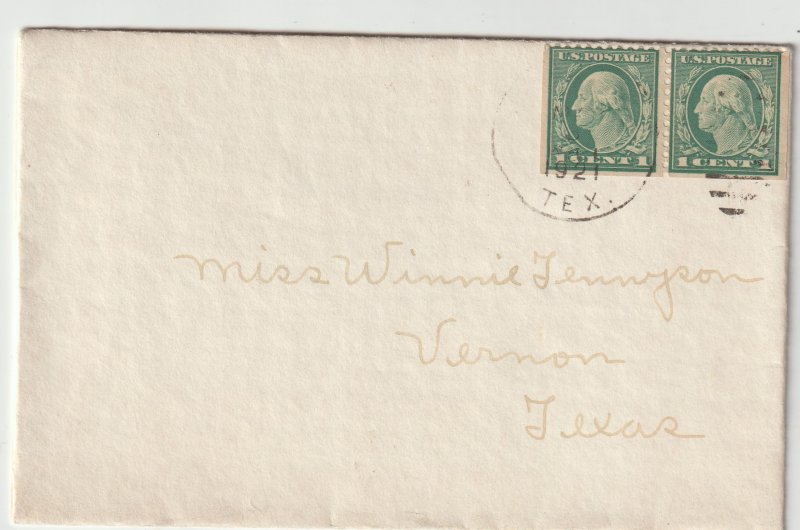 U.S. POSTAGE U.S. POSTAGE
1 CENT 1 1 CENT 1
1921
TEX.
Miss Winnie Tennyson
Vernon
Texas